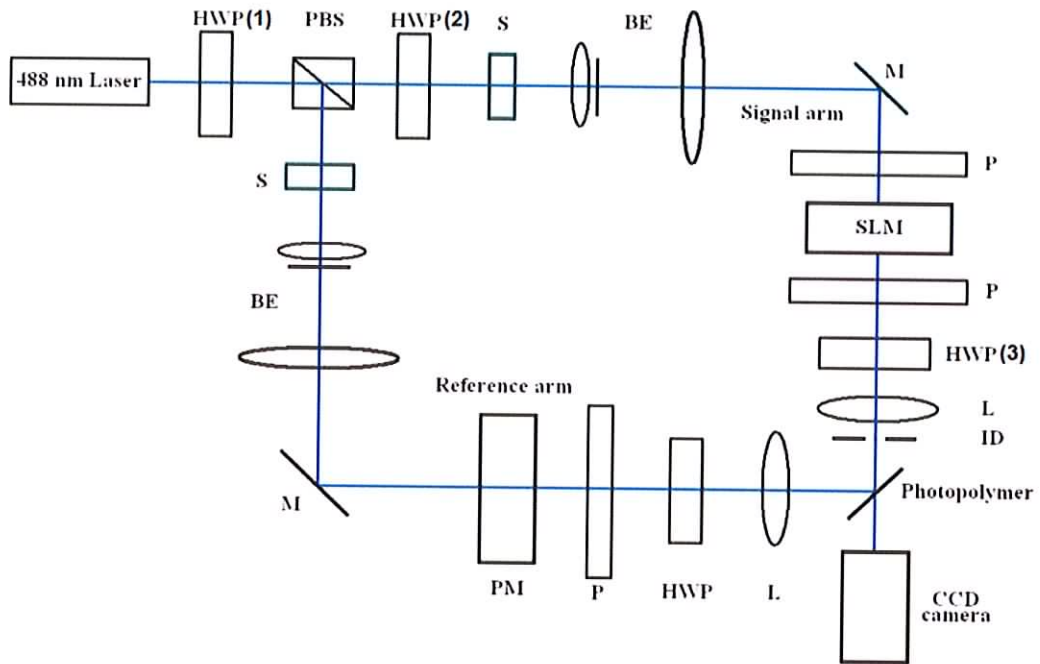 HWP(1) PBS HWP(2) S BE
488 nm Laser
M
Signal arm
P
S
SLM
BE
P
HWP(3)
Reference arm
L
ID
M
Photopolymer
PM P HWP L
CCD
camera